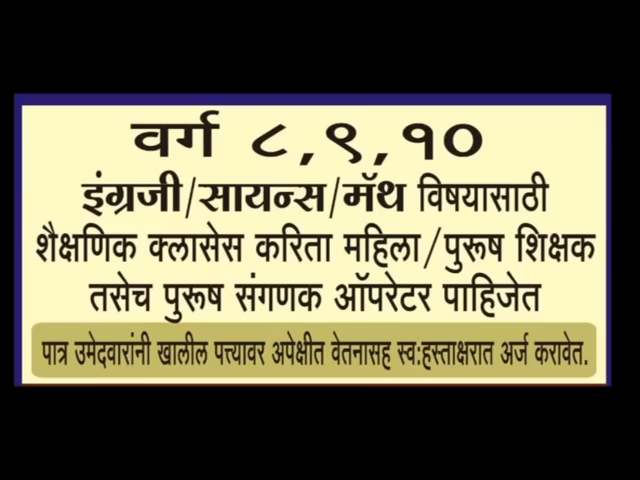 वर्ग ८,९,१०
इंग्रजी/सायन्स/मॅथ विषयासाठी
शैक्षणिक क्लासेस करिता महिला/पुरूष शिक्षक
तसेच पुरूष संगणक ऑपरेटर पाहिजेत
पात्र उमेदवारांनी खालील पत्त्यावर अपेक्षीत वेतनासह स्व:हस्ताक्षरात अर्ज करावेत.